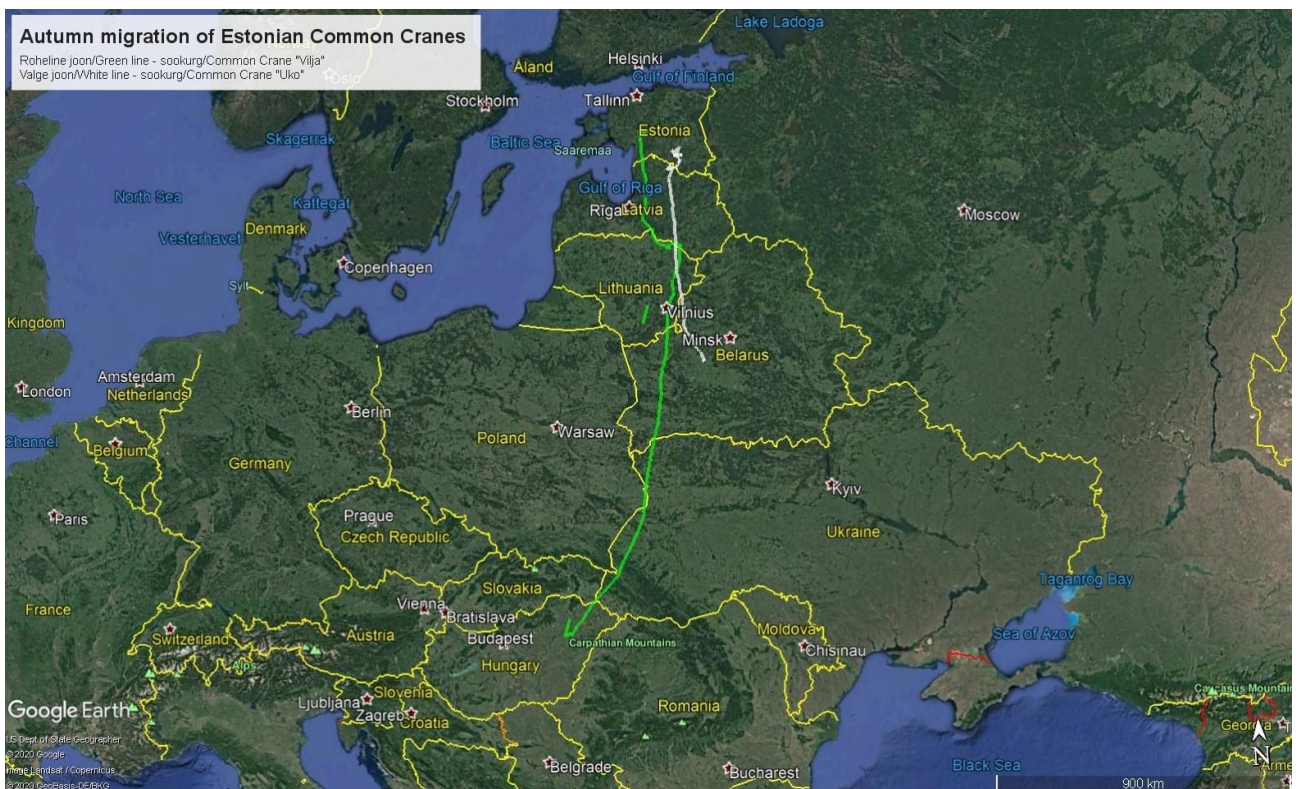 Autumn migration of Estonian Common Cranes
Roheline joon/Green line - sookurg/Common Crane "Vilja"
Valge joon/White line - sookurg/Common Crane "Uko"
Lake Ladoga
Oslo
Åland
Helsinki
Gulf of Finland
Stockholm
Tallinn
Estonia
Skagerrak
Baltic Sea
Saaremaa
North Sea
Kattegat
Gulf of Riga
Rīga
Latvia
Moscow
Vesterhavet
Denmark
Copenhagen
Sylt
Lithuania
Vilnius
Kingdom
Minsk
Belarus
Amsterdam
London
Netherlands
Berlin
Channel
Belgium
Poland
Warsaw
Germany
Kyiv
Paris
Prague
Czech Republic
Ukraine
Taganrog Bay
Slovakia
France
Vienna
Bratislava
Switzerland
Austria
Budapest
Carpathian Mountains
Moldova
Chisinau
Sea of Azov
Alps
Hungary
Ljubljana
Slovenia
Zagreb
Croatia
Romania
Caucasus Mountain
Georgia
Google Earth
US Dept of State Geographer
©2020 Google
Image Landsat / Copernicus
©2020 GeoBasis-DE/BKG
Belgrade
Bucharest
Black Sea
N
900 km
Arme